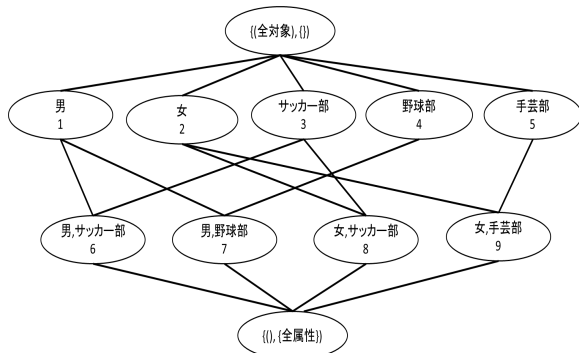 {(全対象), {}}
男
1
女
2
サッカー部
3
野球部
4
手芸部
5
男,サッカー部
6
男,野球部
7
女,サッカー部
8
女,手芸部
9
{(), {全属性}}